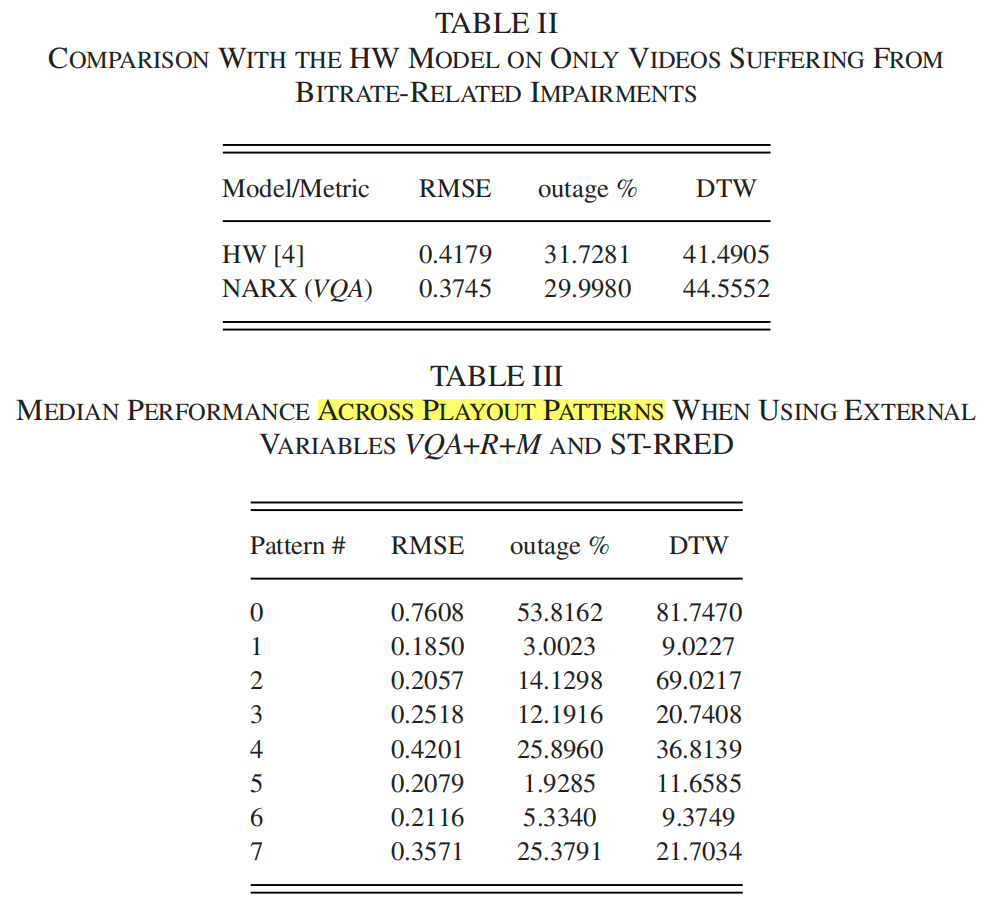 TABLE II
COMPARISON WITH THE HW MODEL ON ONLY VIDEOS SUFFERING FROM
BITRATE-RELATED IMPAIRMENTS
Model/Metric RMSE outage % DTW
HW [4] 0.4179 31.7281 41.4905
NARX (VQA) 0.3745 29.9980 44.5552
TABLE III
MEDIAN PERFORMANCE ACROSS PLAYOUT PATTERNS WHEN USING EXTERNAL
VARIABLES VQA+R+M AND ST-RRED
Pattern # RMSE outage % DTW
0 0.7608 53.8162 81.7470
1 0.1850 3.0023 9.0227
2 0.2057 14.1298 69.0217
3 0.2518 12.1916 20.7408
4 0.4201 25.8960 36.8139
5 0.2079 1.9285 11.6585
6 0.2116 5.3340 9.3749
7 0.3571 25.3791 21.7034